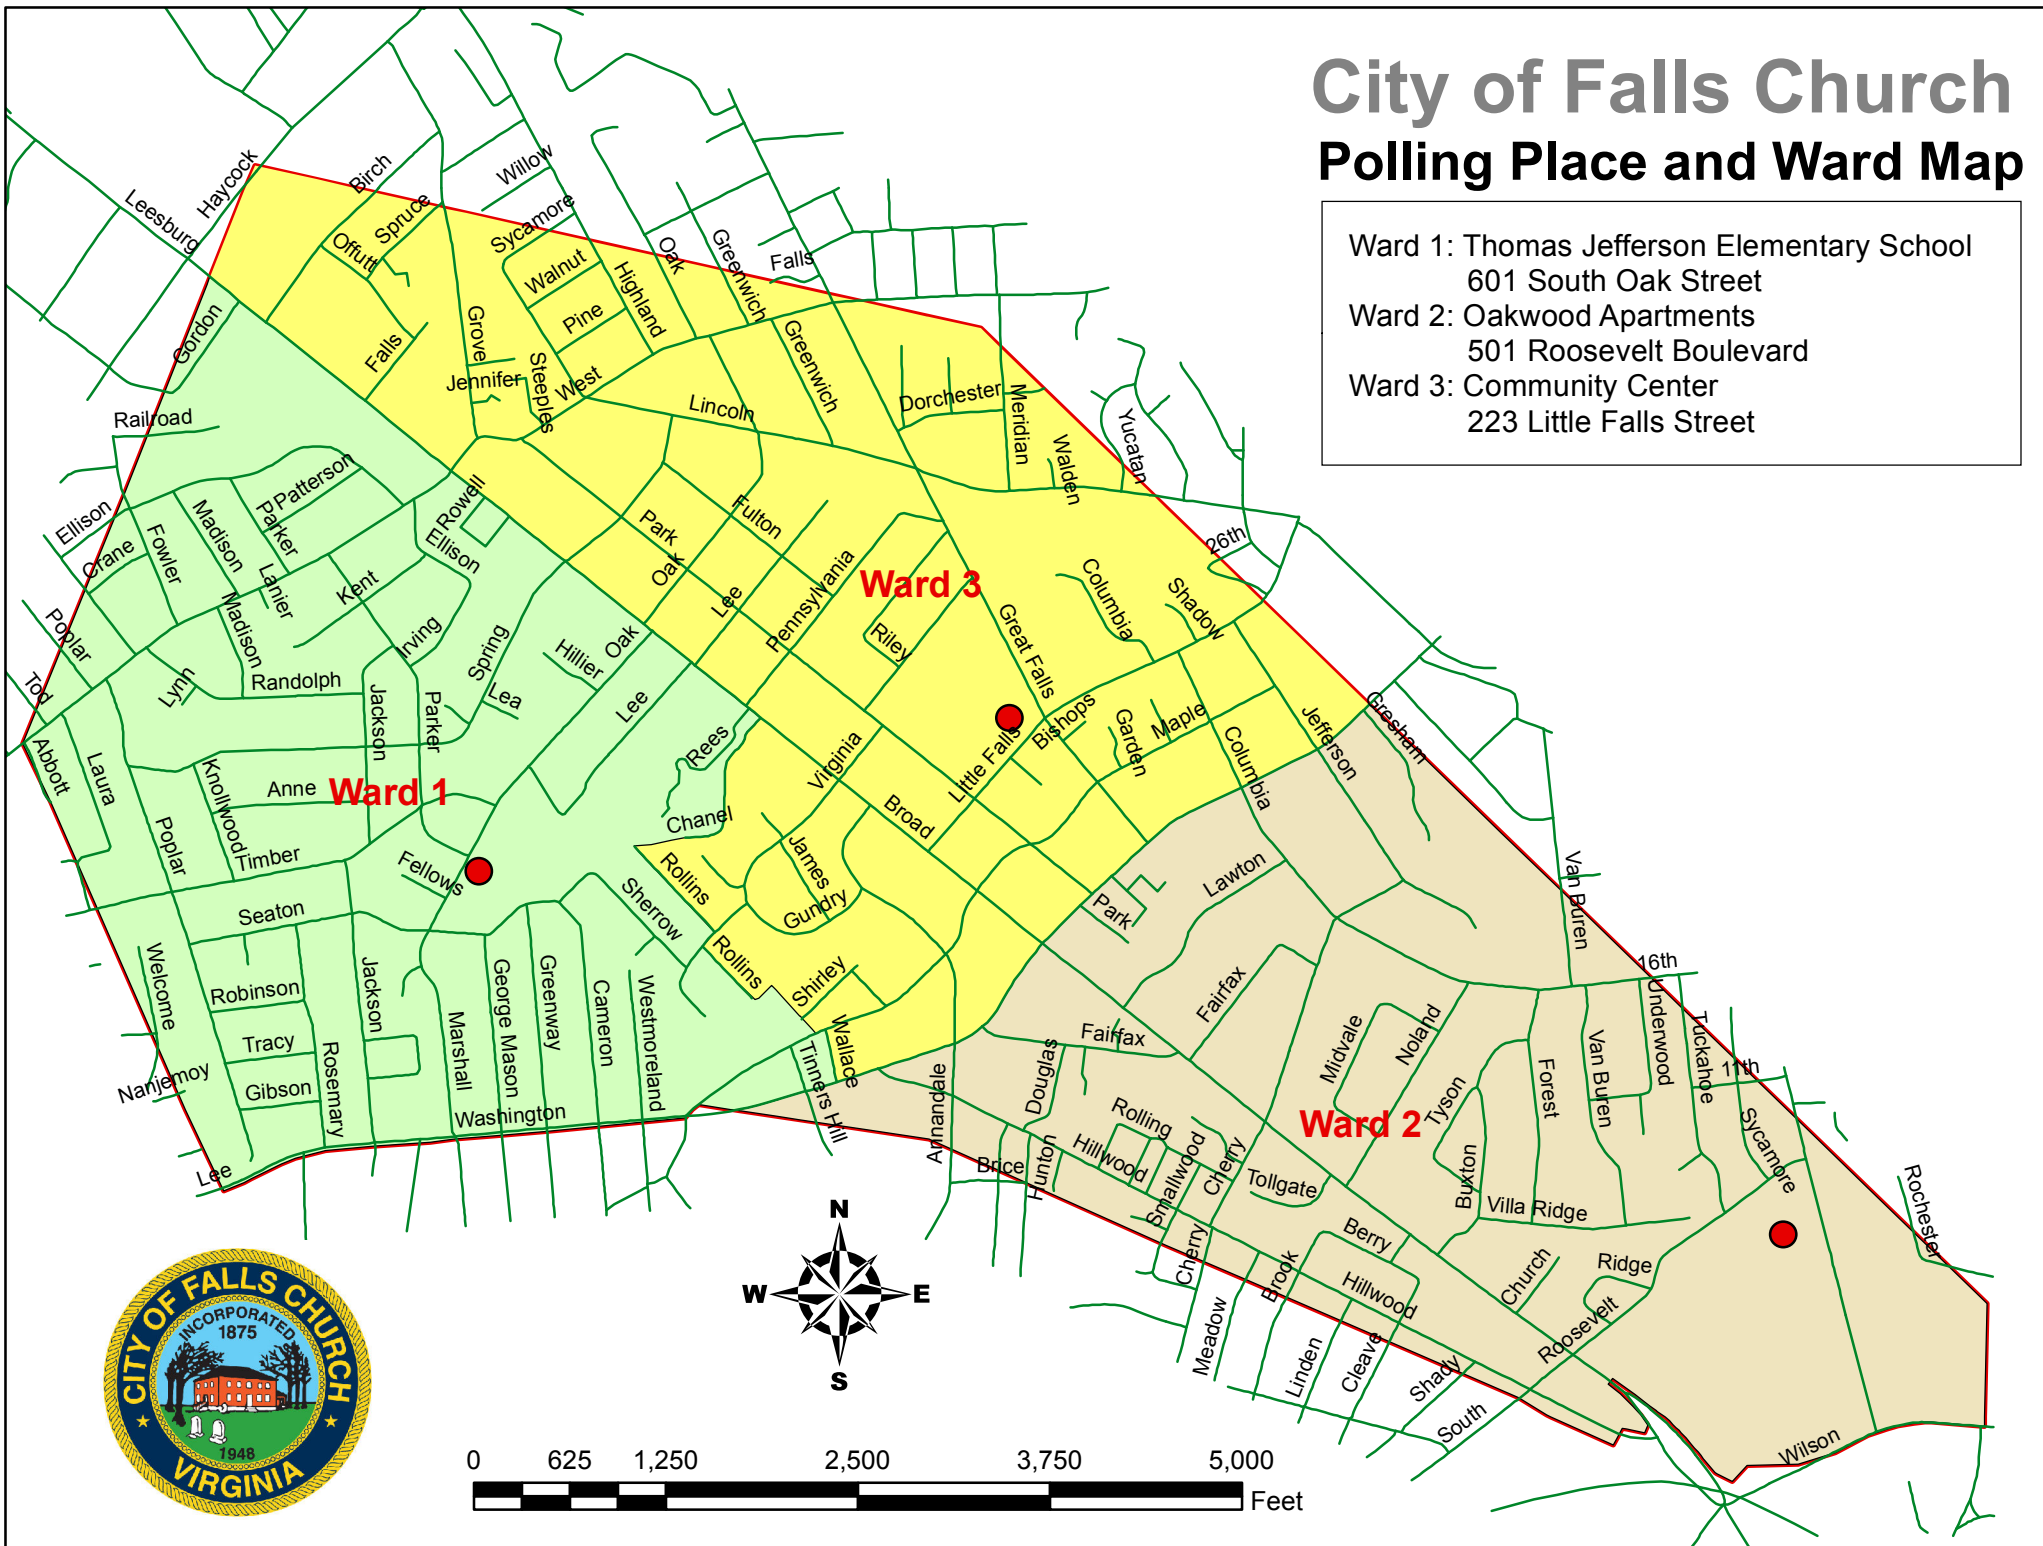 City of Falls Church
Polling Place and Ward Map
Ward 1: Thomas Jefferson Elementary School
601 South Oak Street
Ward 2: Oakwood Apartments
501 Roosevelt Boulevard
Ward 3: Community Center
223 Little Falls Street
Haycock
Birch
Willow
Leesburg
Spruce
Offutt
Sycamore
Oak
Greenwich
Falls
Walnut
Highland
Gordon
Grove
Pine
Greenwich
Falls
Steeples
Jennifer
West
Lincoln
Dorchester
Meridian
Yucatan
Railroad
Walden
Patterson
Rowell
Ellison
Madison
Parker
Fowler
Ellison
Fulton
Park
26th
Crane
Lanier
Kent
Oak
Pennsylvania
Ward 3
Columbia
Shadow
Lee
Poplar
Madison
Irving
Spring
Hillier
Oak
Riley
Great Falls
Tod
Lynn
Randolph
Jackson
Parker
Lea
Lee
Rees
Virginia
Little Falls
Bishops
Garden
Maple
Columbia
Jefferson
Gresham
Abbott
Laura
Knollwood
Anne
Ward 1
Chanel
Broad
Poplar
Timber
Fellows
James
Rollins
Gundry
Sherrow
Lawton
Van Buren
Park
Seaton
Welcome
Jackson
Rollins
Shirley
Fairfax
16th
Robinson
George Mason
Greenway
Cameron
Westmoreland
Underwood
Tuckahoe
Tracy
Rosemary
Marshall
Tinners Hill
Wallace
Fairfax
Midvale
Noland
Van Buren
Forest
11th
Nanjemoy
Gibson
Douglas
Annandale
Tyson
Washington
Rolling
Ward 2
Sycamore
Lee
Brice
Hunton
Hillwood
Smallwood
Cherry
Tollgate
Buxton
Villa Ridge
Rochester
Cherry
Brook
Berry
Church
Ridge
Hillwood
Meadow
Roosevelt
Linden
Cleave
Shady
South
Wilson
N
W
E
S
CITY OF FALLS CHURCH
INCORPORATED
1875
1948
VIRGINIA
0 625 1,250 2,500 3,750 5,000
Feet